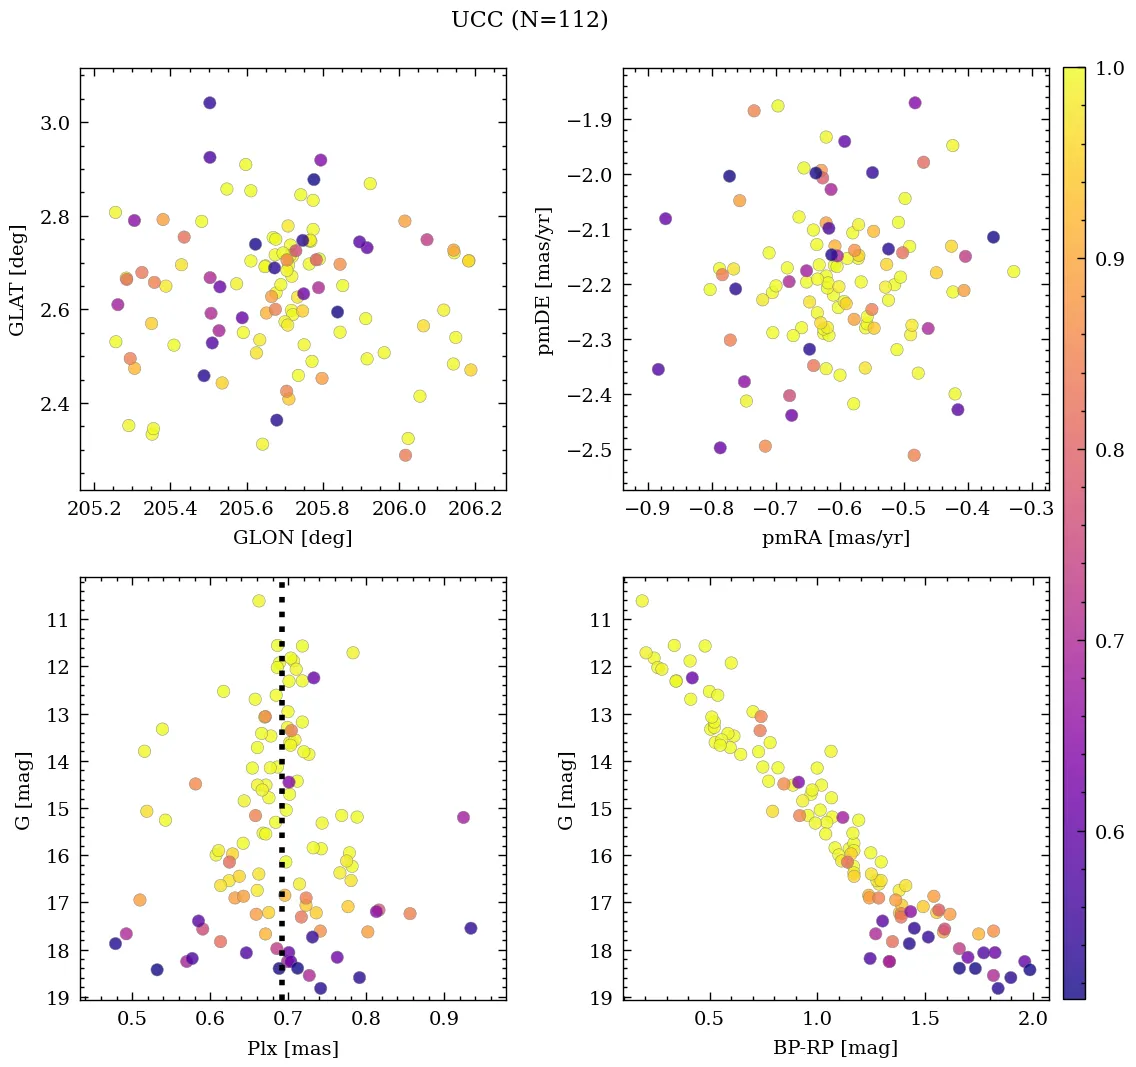 UCC (N=112)
3.0
2.8
2.6
2.4
GLAT [deg]
205.2 205.4 205.6 205.8 206.0 206.2
GLON [deg]
−1.9
−2.0
−2.1
−2.2
−2.3
−2.4
−2.5
pmDE [mas/yr]
−0.9 −0.8 −0.7 −0.6 −0.5 −0.4 −0.3
pmRA [mas/yr]
1.0
0.9
0.8
0.7
0.6
11
12
13
14
15
16
17
18
19
G [mag]
0.5 0.6 0.7 0.8 0.9
Plx [mas]
11
12
13
14
15
16
17
18
19
G [mag]
0.5 1.0 1.5 2.0
BP-RP [mag]